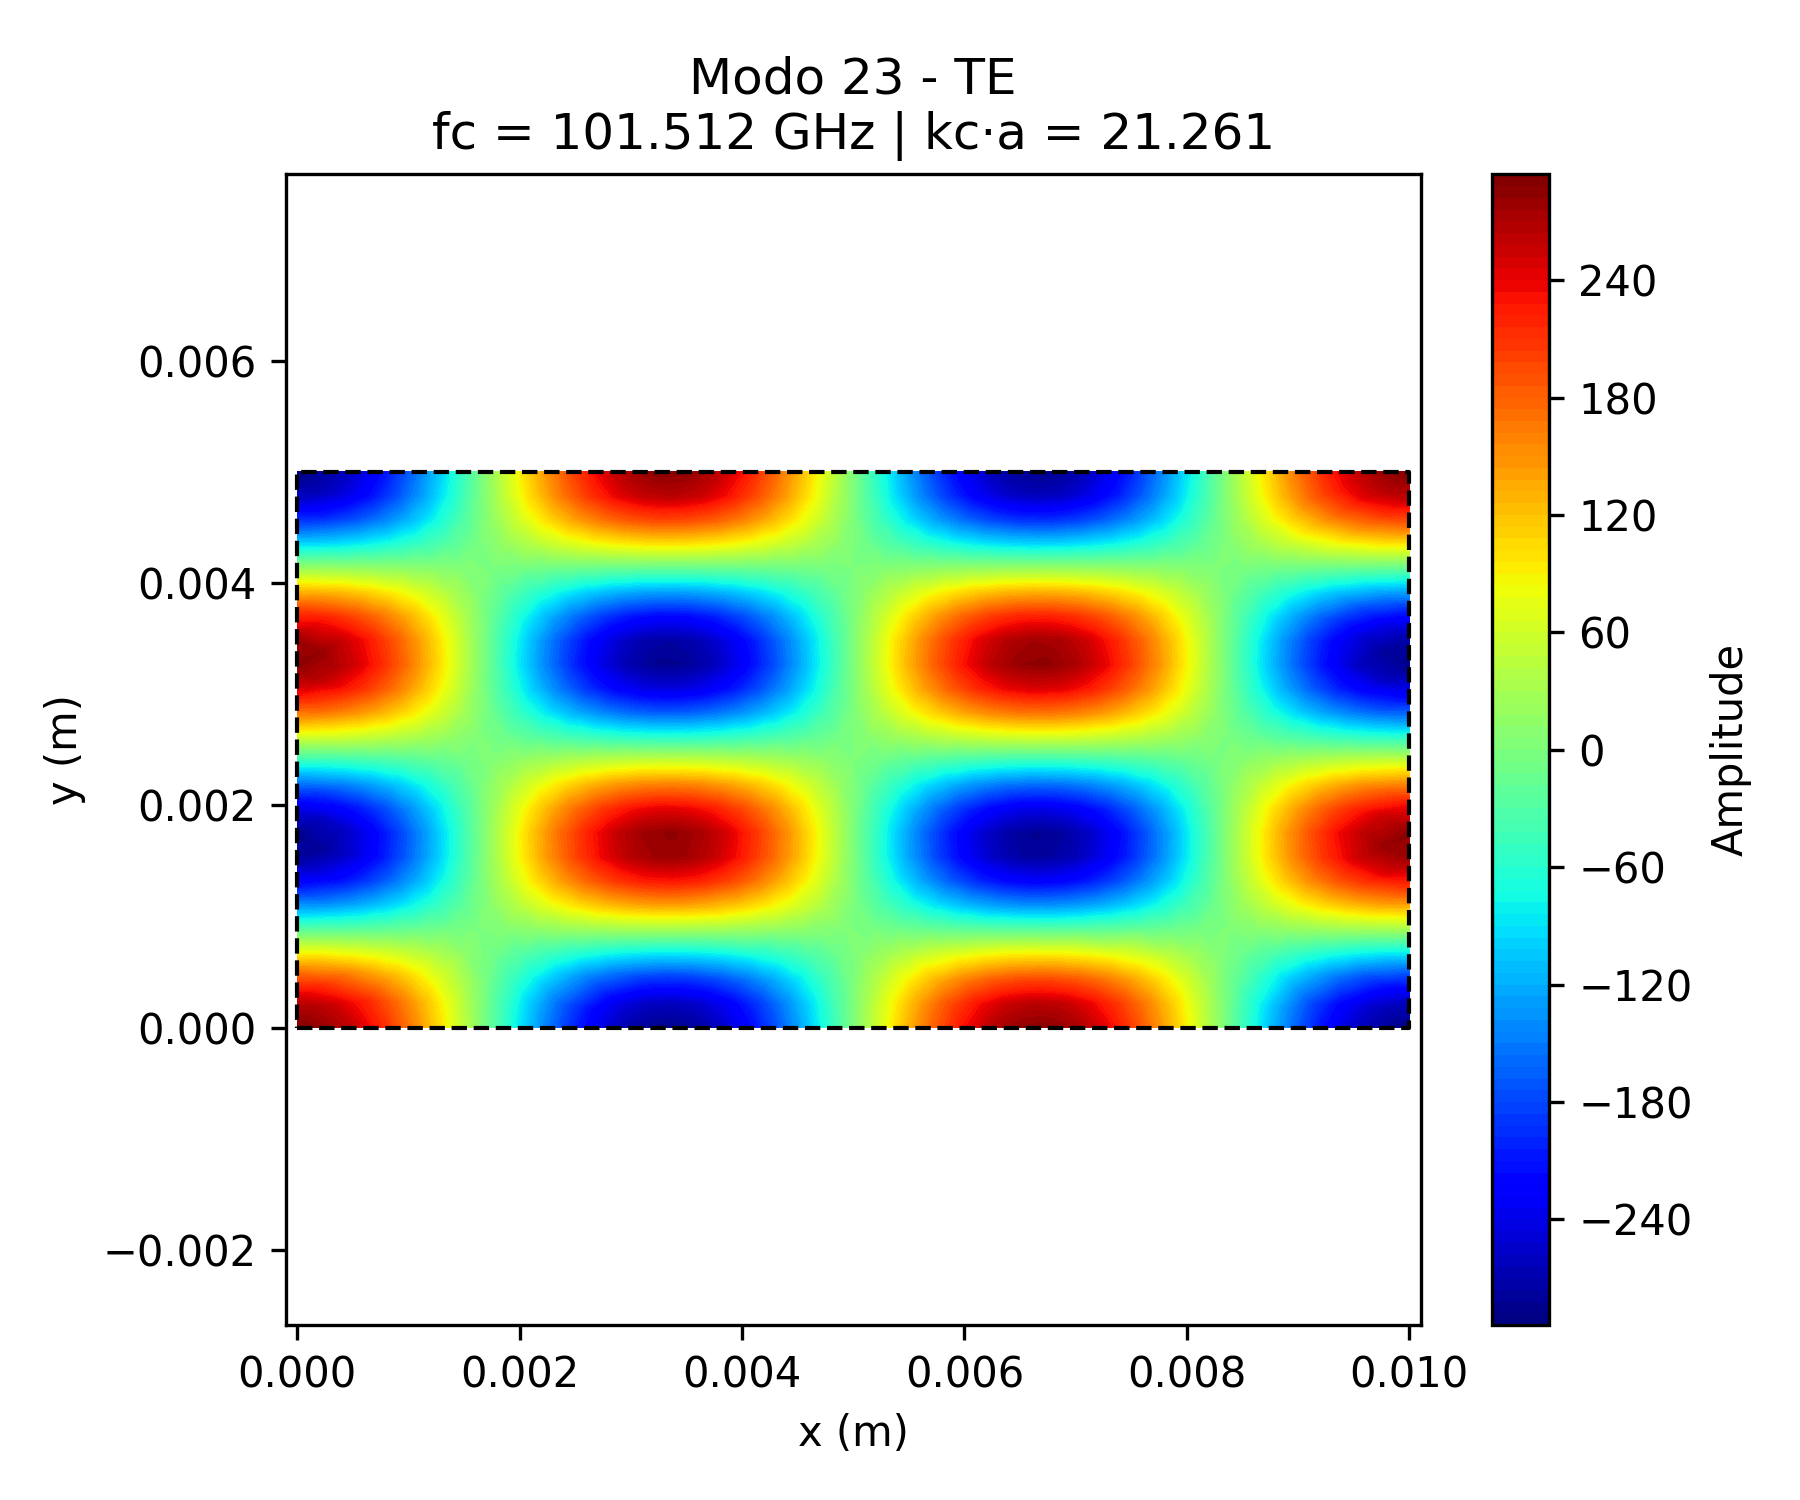 Modo 23 - TE
fc = 101.512 GHz | kc·a = 21.261
0.006
0.004
0.002
0.000
−0.002
y (m)
0.000 0.002 0.004 0.006 0.008 0.010
x (m)
240
180
120
60
0
−60
−120
−180
−240
Amplitude